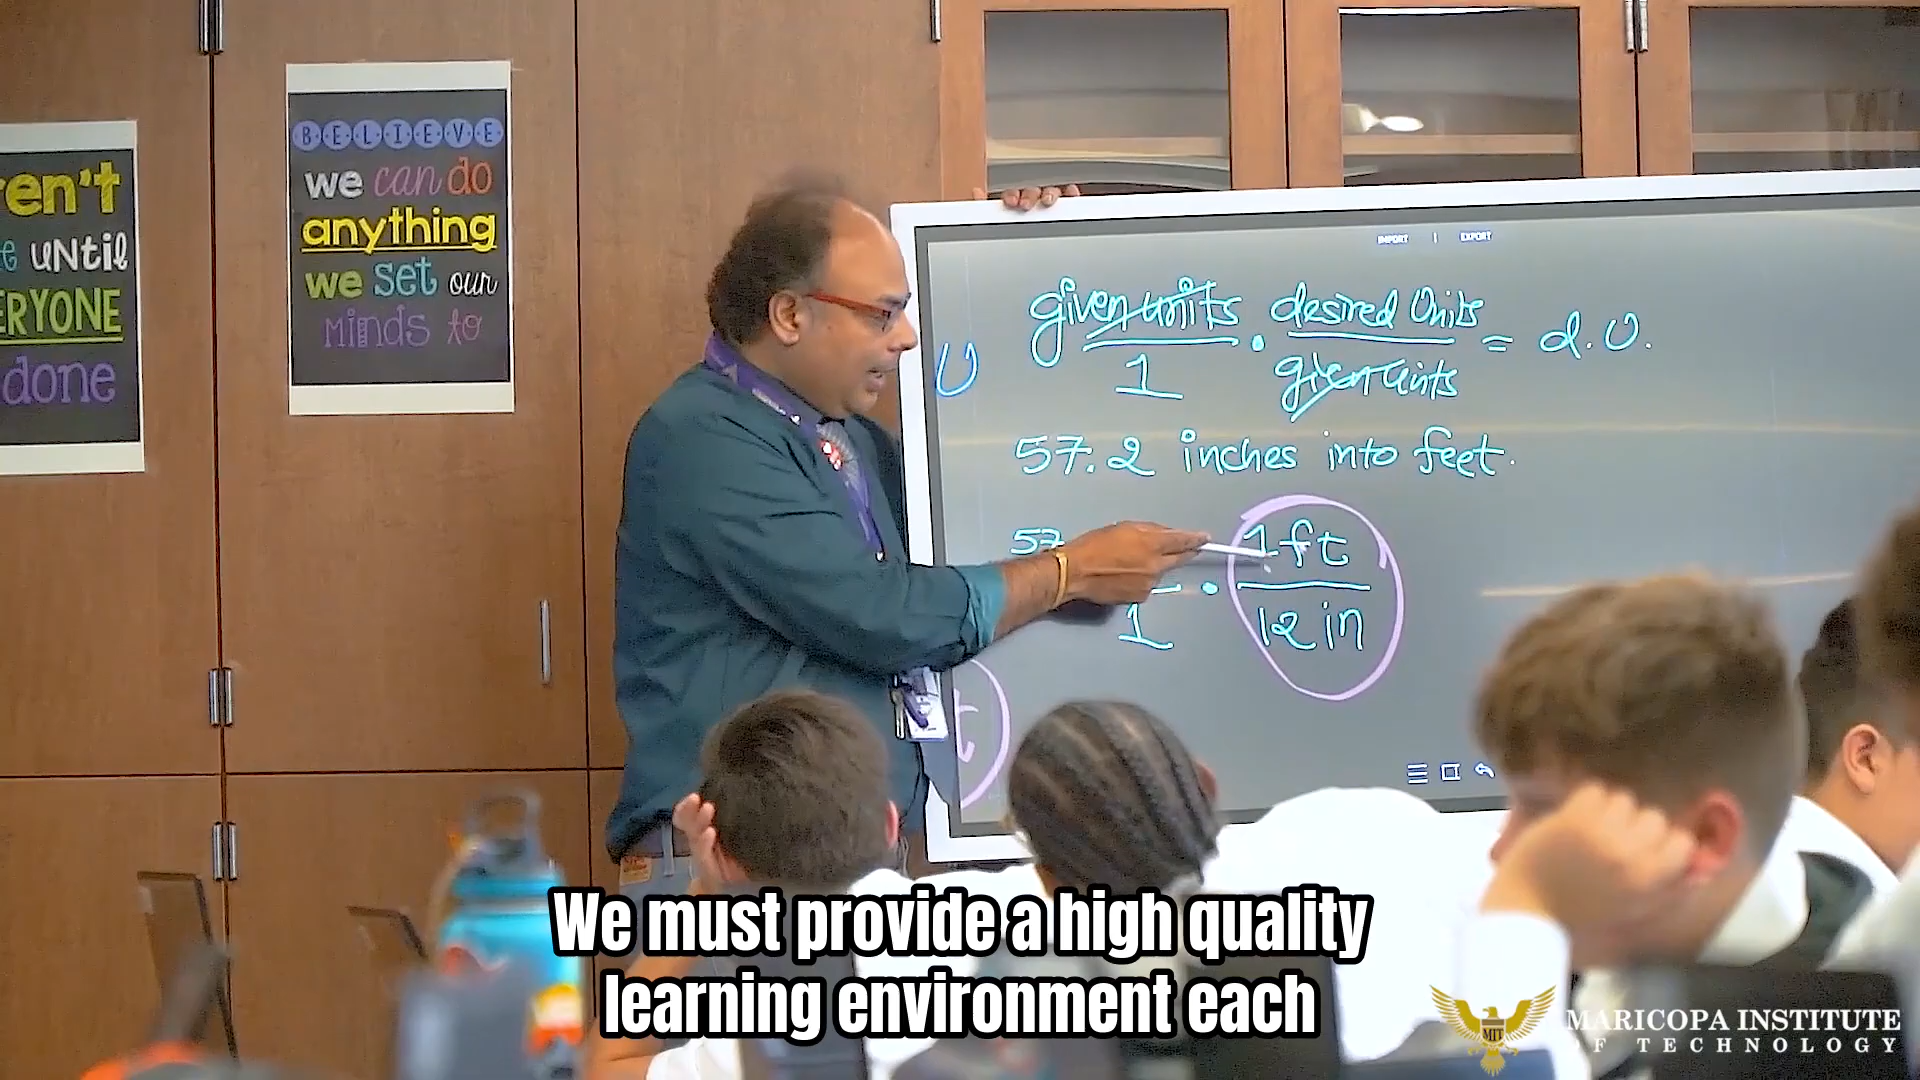 en't
e UNtil
ERYONE
done
BELIEVE
we can do
anything
we set our
minds to
IMPORT | EXPORT
given units . desired Units = d.U.
1 given units
U
57.2 inches into feet.
57 1ft
1 . 12 in
t
We must provide a high quality
learning environment each
MIT
MARICOPA INSTITUTE
OF TECHNOLOGY